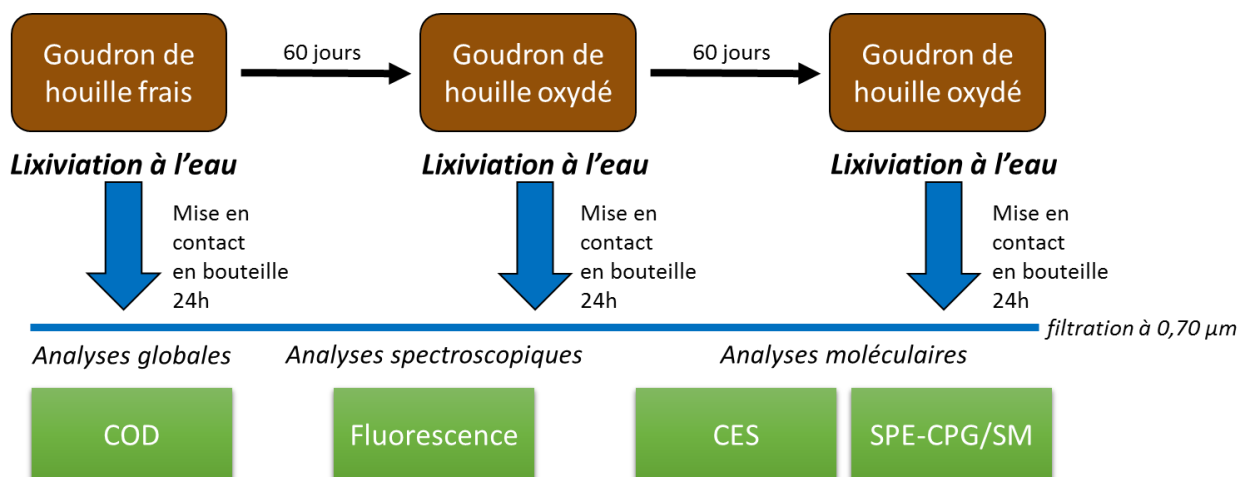 Goudron de
houille frais
60 jours
Goudron de
houille oxydé
60 jours
Goudron de
houille oxydé
Lixiviation à l'eau
Lixiviation à l'eau
Lixiviation à l'eau
Mise en
contact
en bouteille
24h
Mise en
contact
en bouteille
24h
Mise en
contact
en bouteille
24h
filtration à 0,70 µm
Analyses globales
Analyses spectroscopiques
Analyses moléculaires
COD
Fluorescence
CES
SPE-CPG/SM